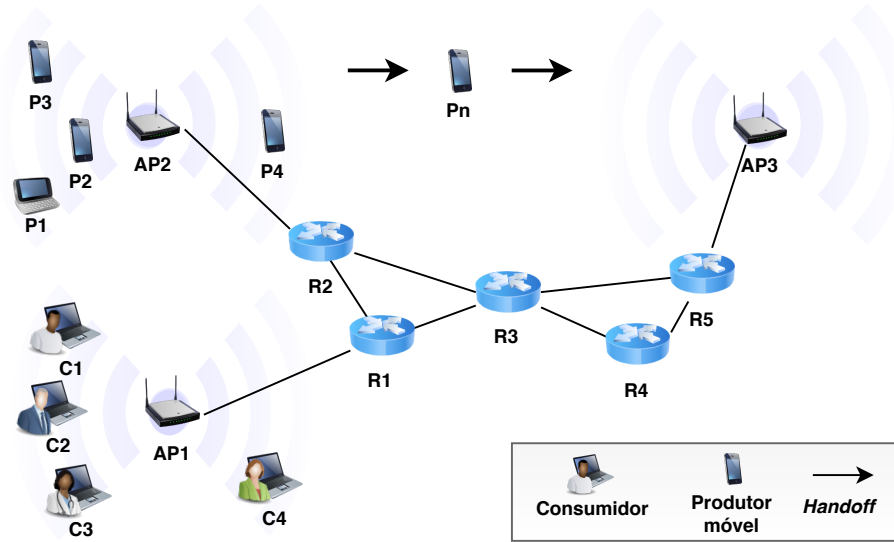 P3
P2
P1
AP2
P4
Pn
AP3
R2
R3
R5
R1
R4
C1
C2
AP1
C3
C4
Consumidor
Produtor
móvel
Handoff